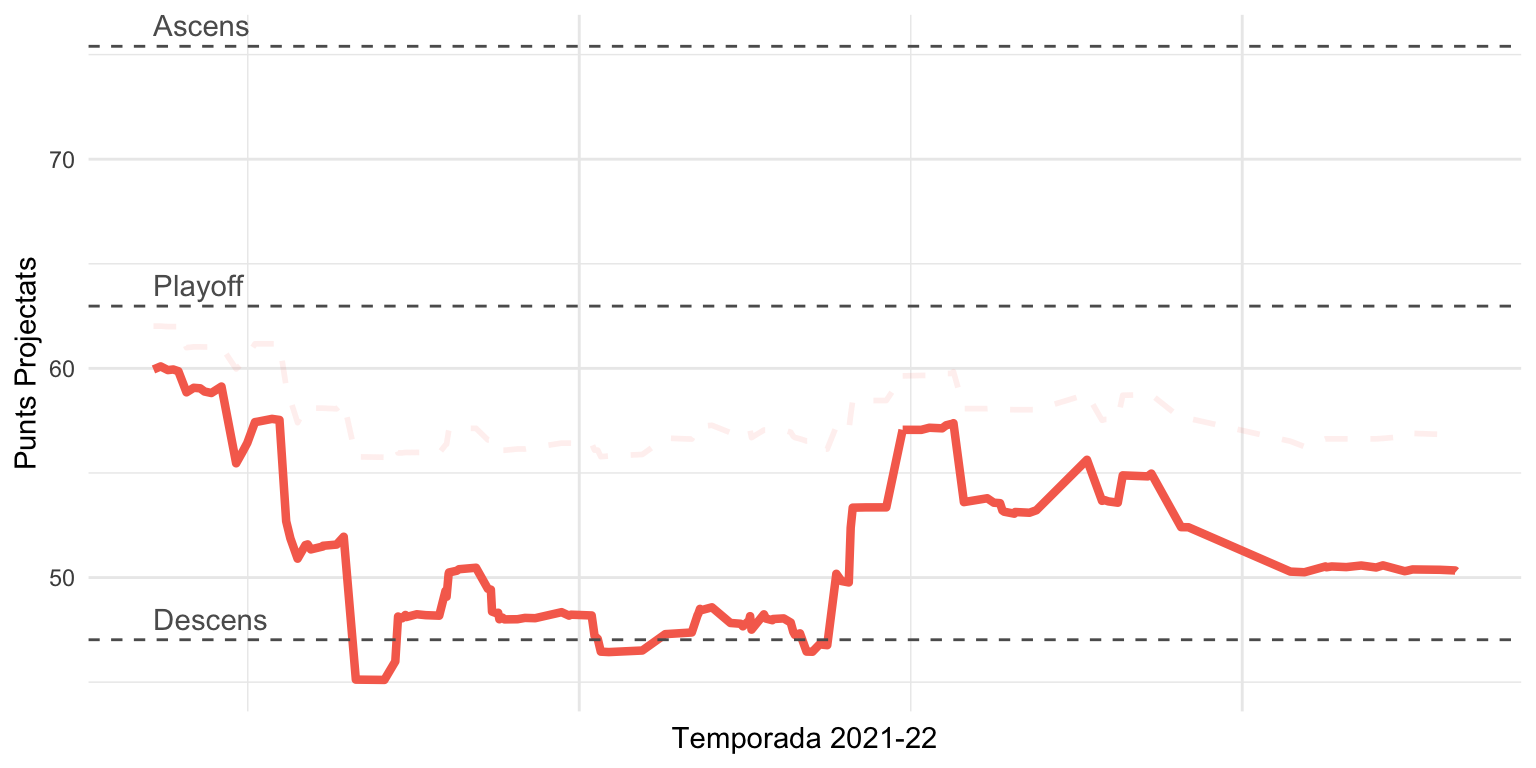 Ascens
70
Playoff
60
50
Descens
Punts Projectats
Temporada 2021-22